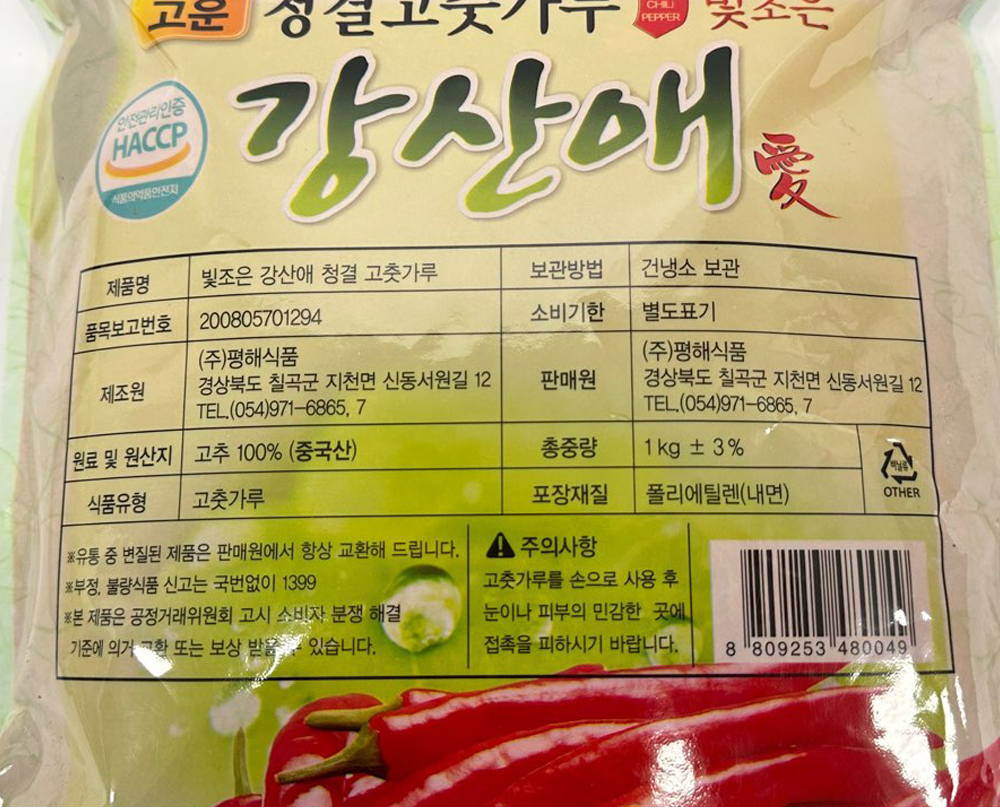 고운 청결고춧가루 CHILI PEPPER 빛조은
안전관리인증
HACCP
식품의약품안전처
강산애
愛
제품명 빛조은 강산애 청결 고춧가루 보관방법 건냉소 보관
품목보고번호 200805701294 소비기한 별도표기
제조원 (주)평해식품 경상북도 칠곡군 지천면 신동서원길 12 TEL.(054)971-6865, 7 판매원 (주)평해식품 경상북도 칠곡군 지천면 신동서원길 12 TEL.(054)971-6865, 7
원료 및 원산지 고추 100% (중국산) 총중량 1kg ± 3%
식품유형 고춧가루 포장재질 폴리에틸렌(내면)
비닐류
OTHER
※유통 중 변질된 제품은 판매원에서 항상 교환해 드립니다.
※부정, 불량식품 신고는 국번없이 1399
※본 제품은 공정거래위원회 고시 소비자 분쟁 해결
기준에 의거 교환 또는 보상 받을 수 있습니다.
주의사항
고춧가루를 손으로 사용 후
눈이나 피부의 민감한 곳에
접촉을 피하시기 바랍니다.
8 809253 480049